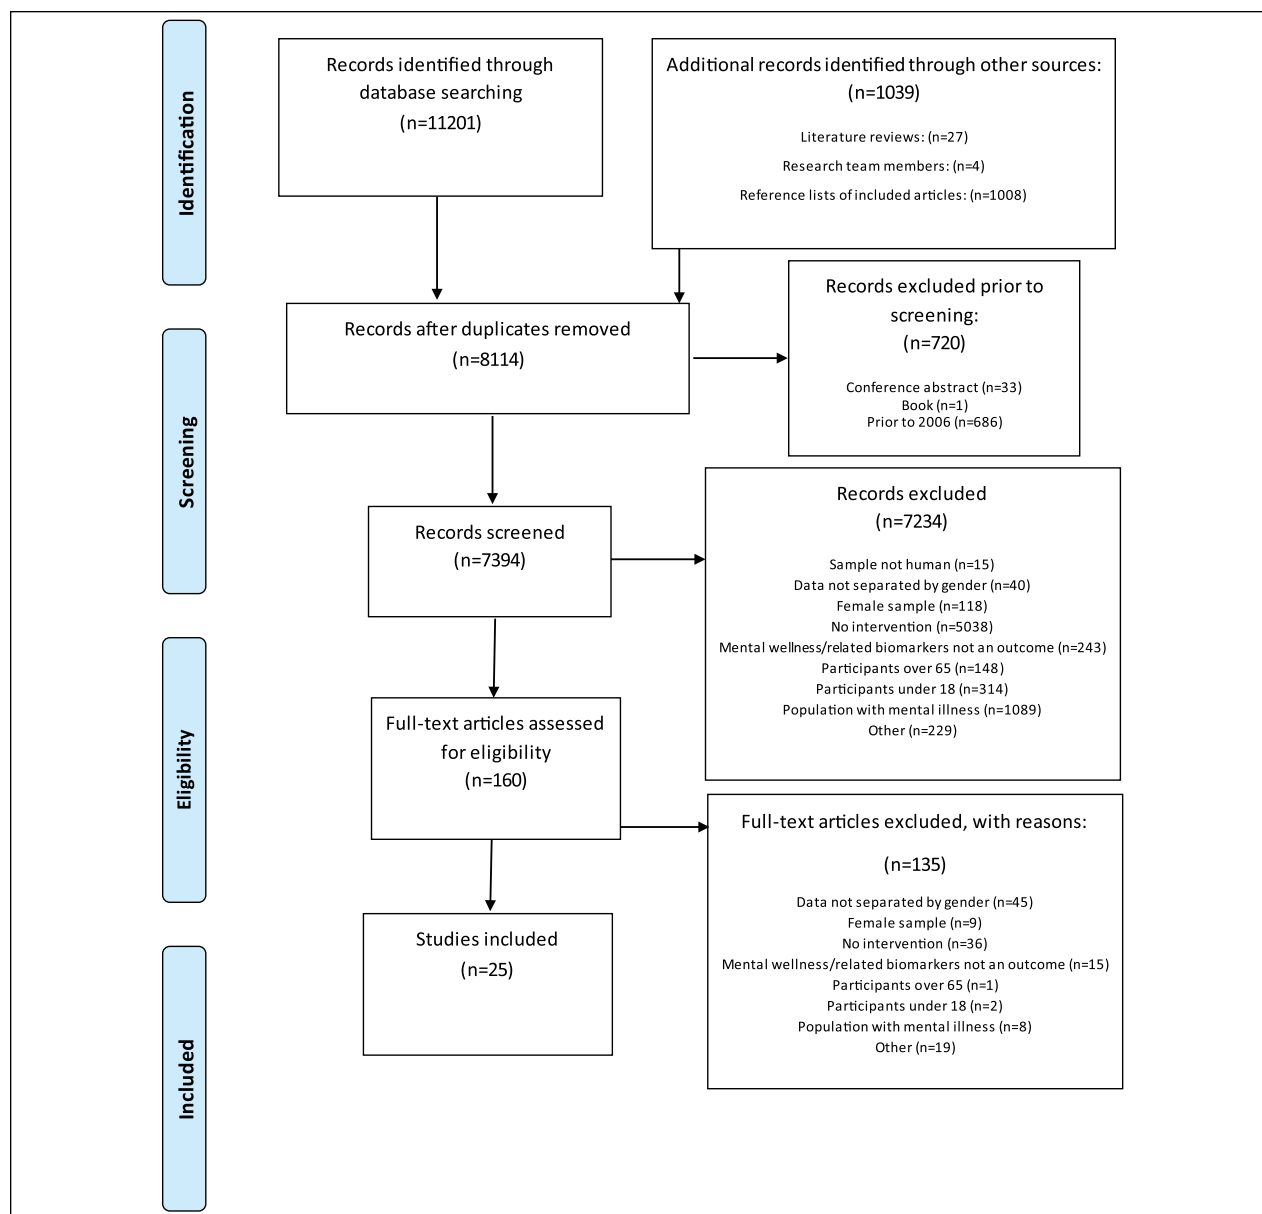 Identification
Records identified through
database searching
(n=11201)
Additional records identified through other sources:
(n=1039)
Literature reviews: (n=27)
Research team members: (n=4)
Reference lists of included articles: (n=1008)
Screening
Records after duplicates removed
(n=8114)
Records excluded prior to
screening:
(n=720)
Conference abstract (n=33)
Book (n=1)
Prior to 2006 (n=686)
Records screened
(n=7394)
Records excluded
(n=7234)
Sample not human (n=15)
Data not separated by gender (n=40)
Female sample (n=118)
No intervention (n=5038)
Mental wellness/related biomarkers not an outcome (n=243)
Participants over 65 (n=148)
Participants under 18 (n=314)
Population with mental illness (n=1089)
Other (n=229)
Eligibility
Full-text articles assessed
for eligibility
(n=160)
Full-text articles excluded, with reasons:
(n=135)
Data not separated by gender (n=45)
Female sample (n=9)
No intervention (n=36)
Mental wellness/related biomarkers not an outcome (n=15)
Participants over 65 (n=1)
Participants under 18 (n=2)
Population with mental illness (n=8)
Other (n=19)
Included
Studies included
(n=25)